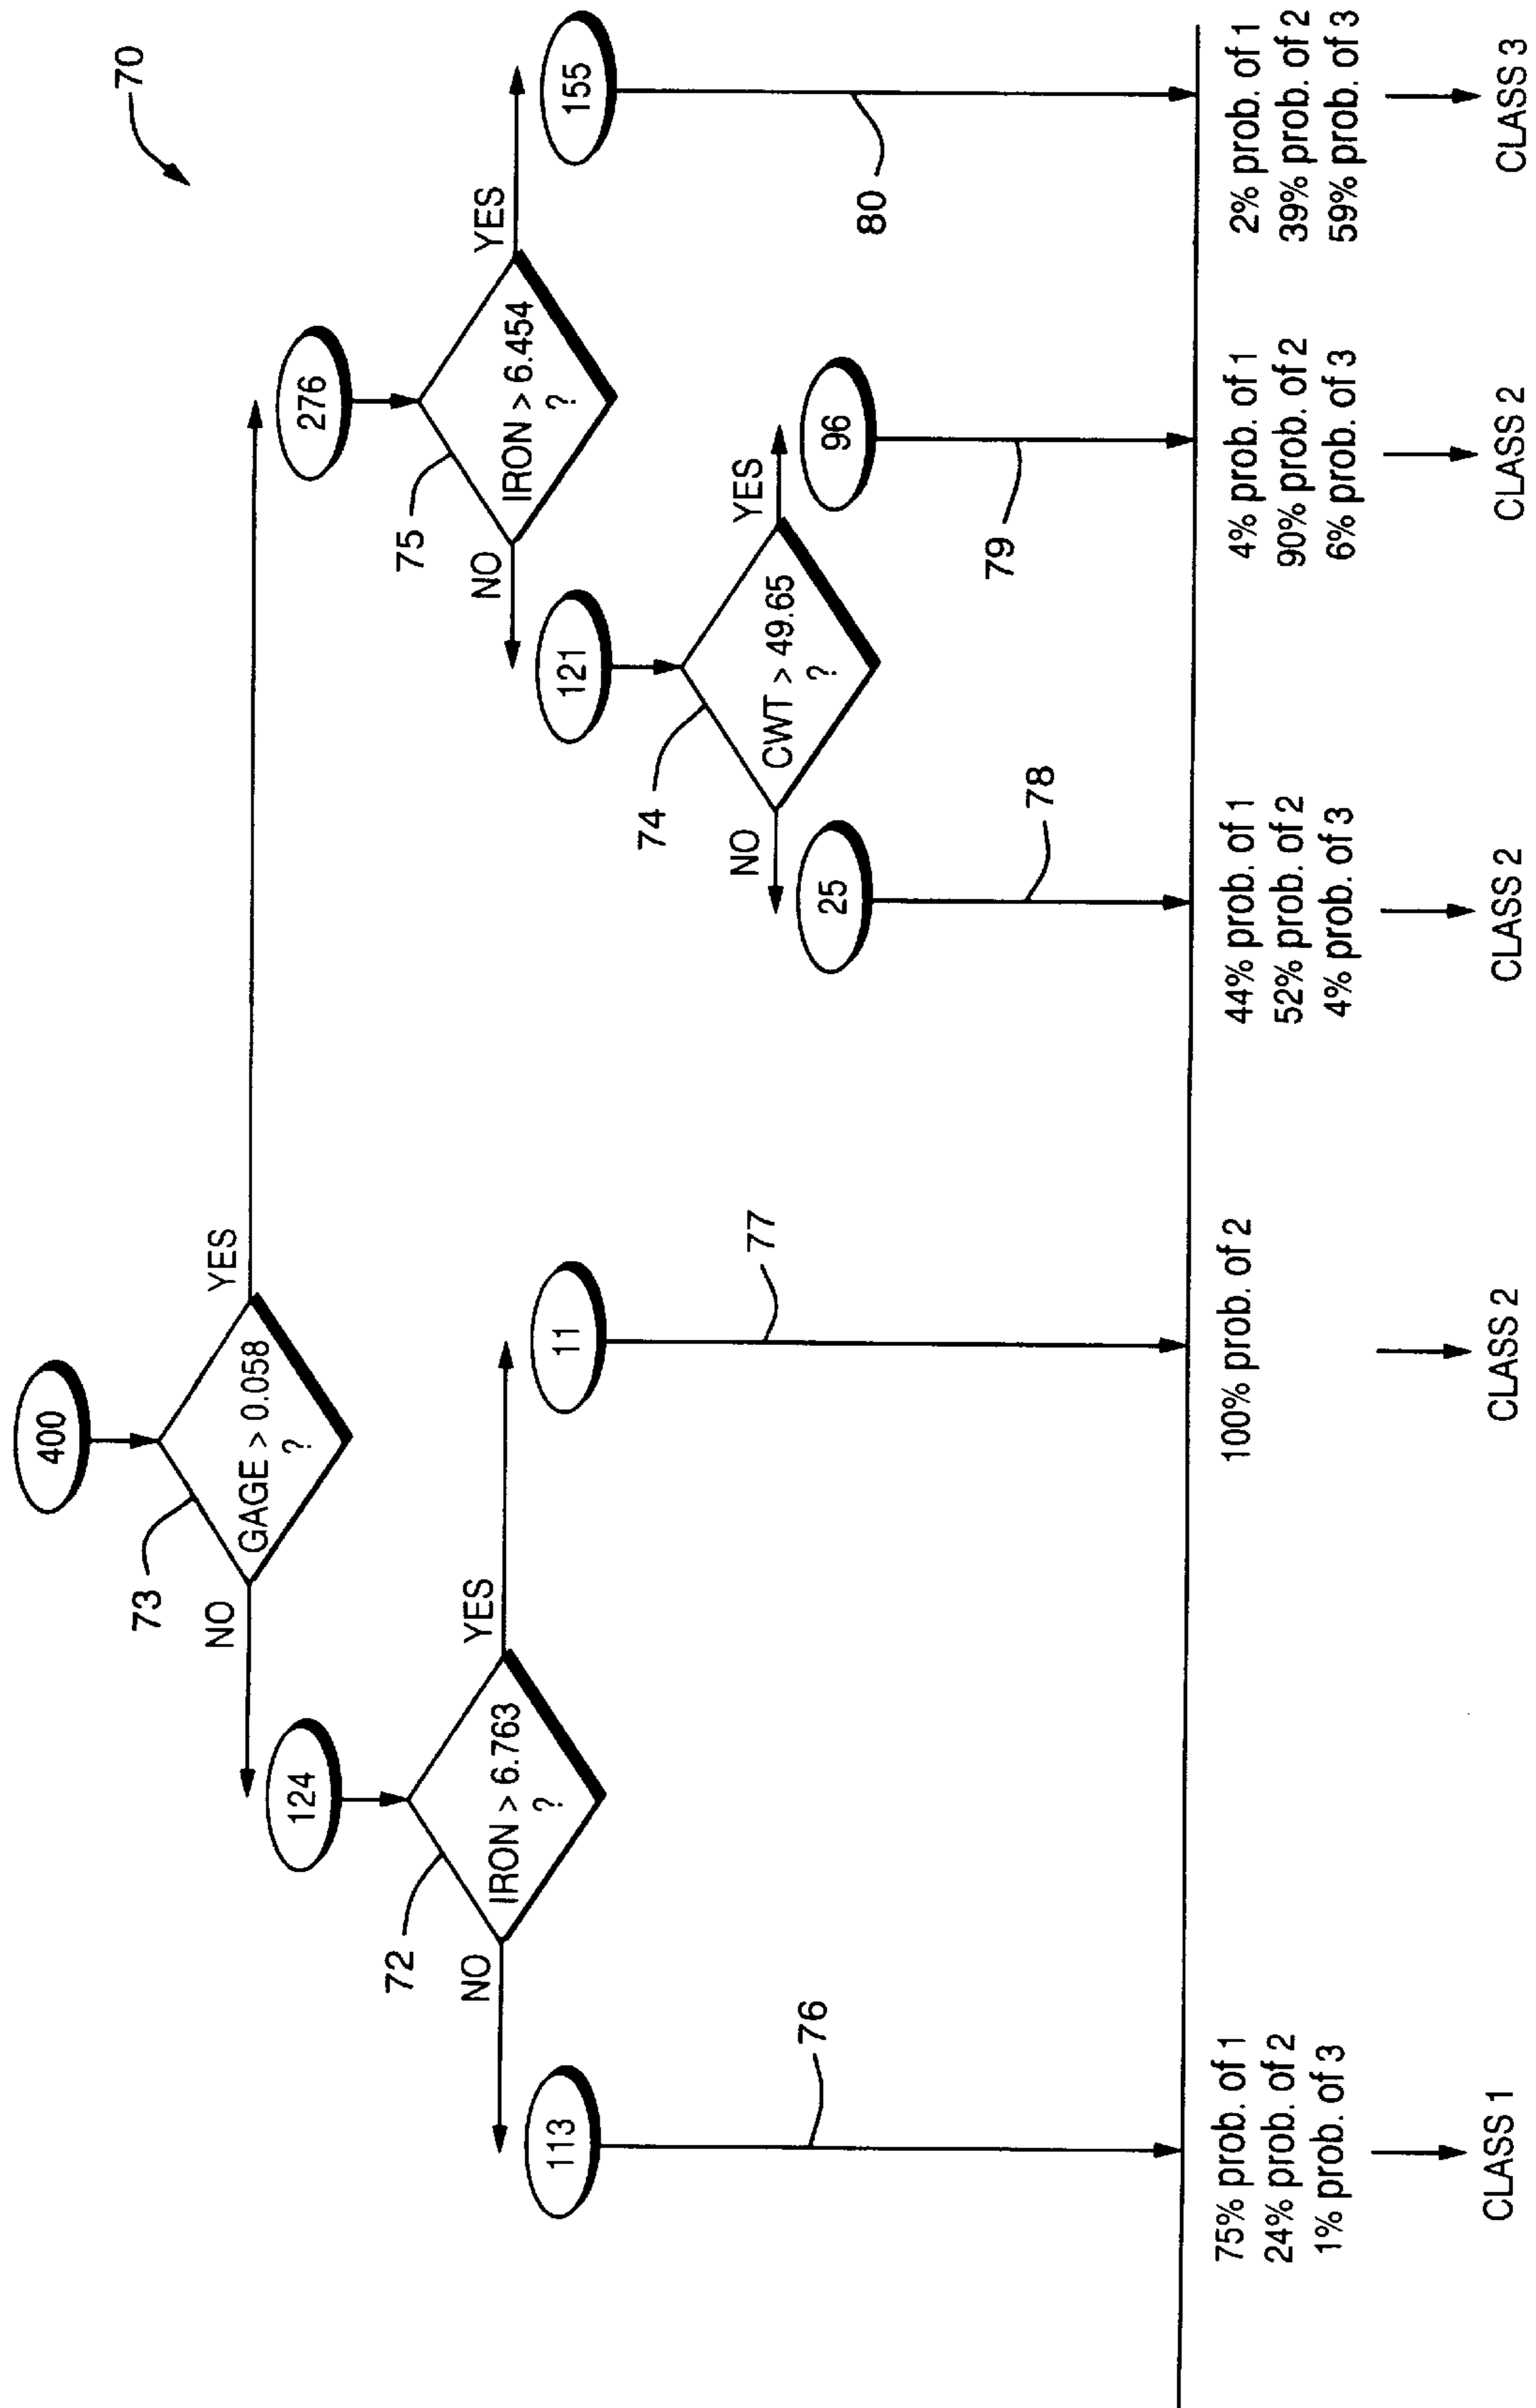 70
400
73
GAGE > 0.058
?
NO
YES
124
276
72
IRON > 6.763
?
NO
YES
75
IRON > 6.454
?
NO
YES
113
11
121
155
74
CWT > 49.65
?
NO
YES
25
96
76
77
78
79
80
75% prob. of 1
24% prob. of 2
1% prob. of 3
100% prob. of 2
44% prob. of 1
52% prob. of 2
4% prob. of 3
4% prob. of 1
90% prob. of 2
6% prob. of 3
2% prob. of 1
39% prob. of 2
59% prob. of 3
CLASS 1
CLASS 2
CLASS 2
CLASS 2
CLASS 3